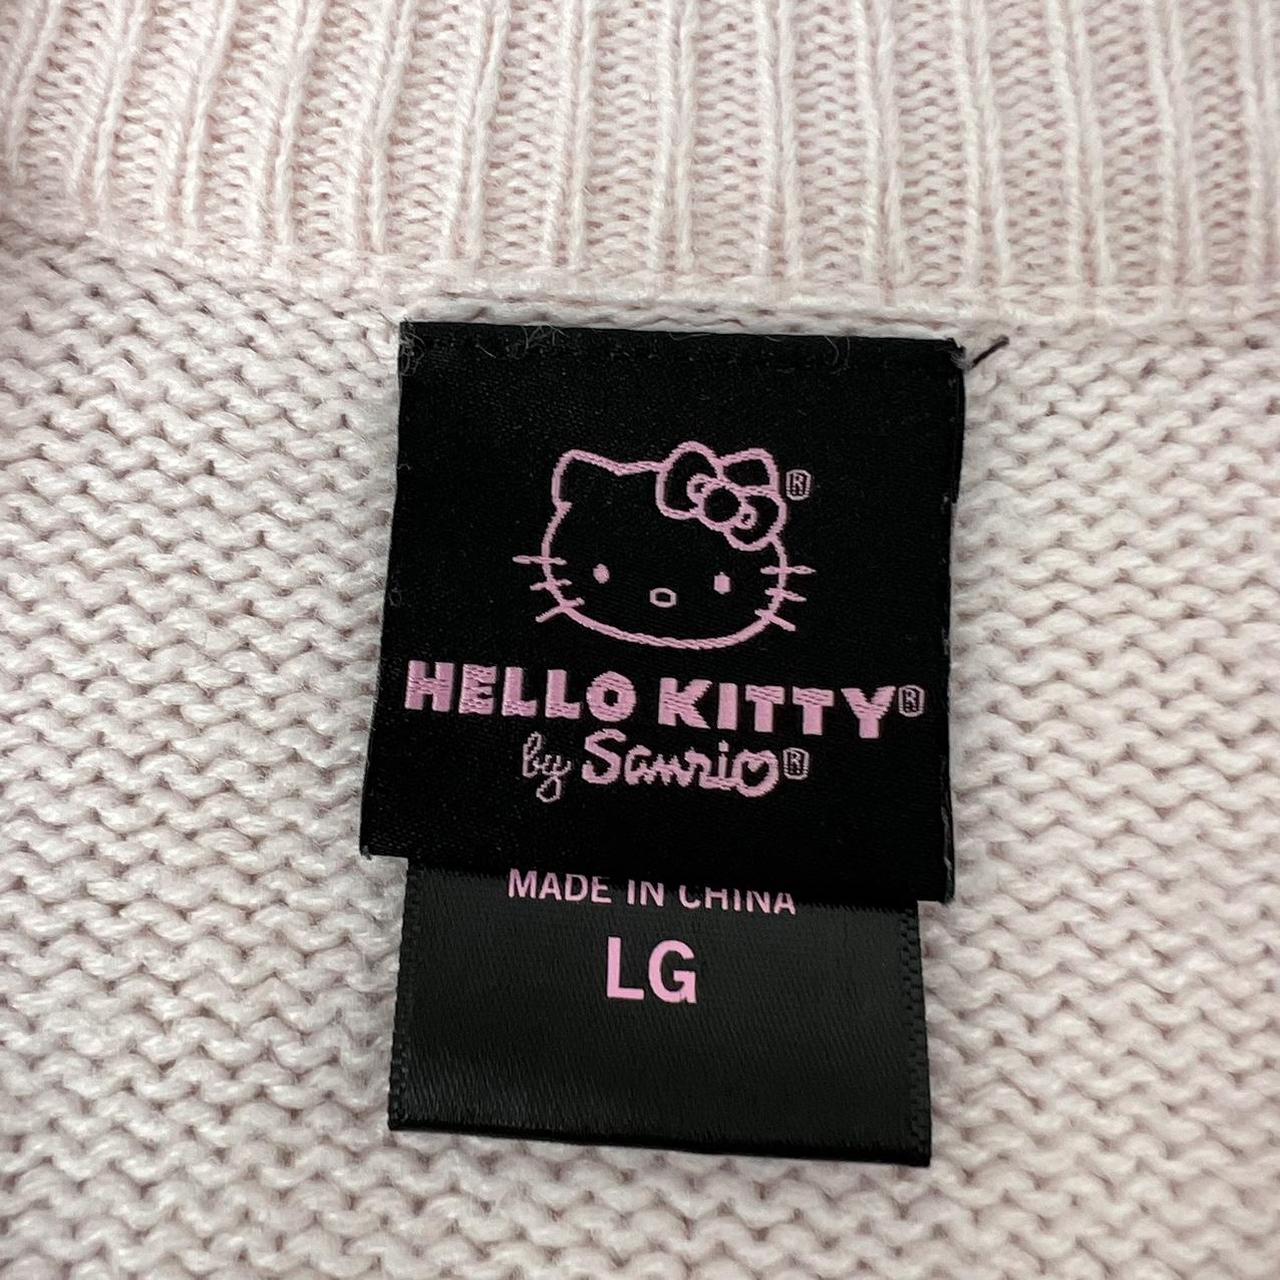 ®
HELLO KITTY®
by Sanrio®
MADE IN CHINA
LG